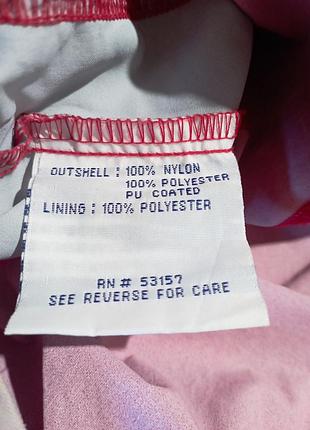 OUTSHELL : 100% NYLON
100% POLYESTER
PU COATED
LINING : 100% POLYESTER
RN # 53157
SEE REVERSE FOR CARE